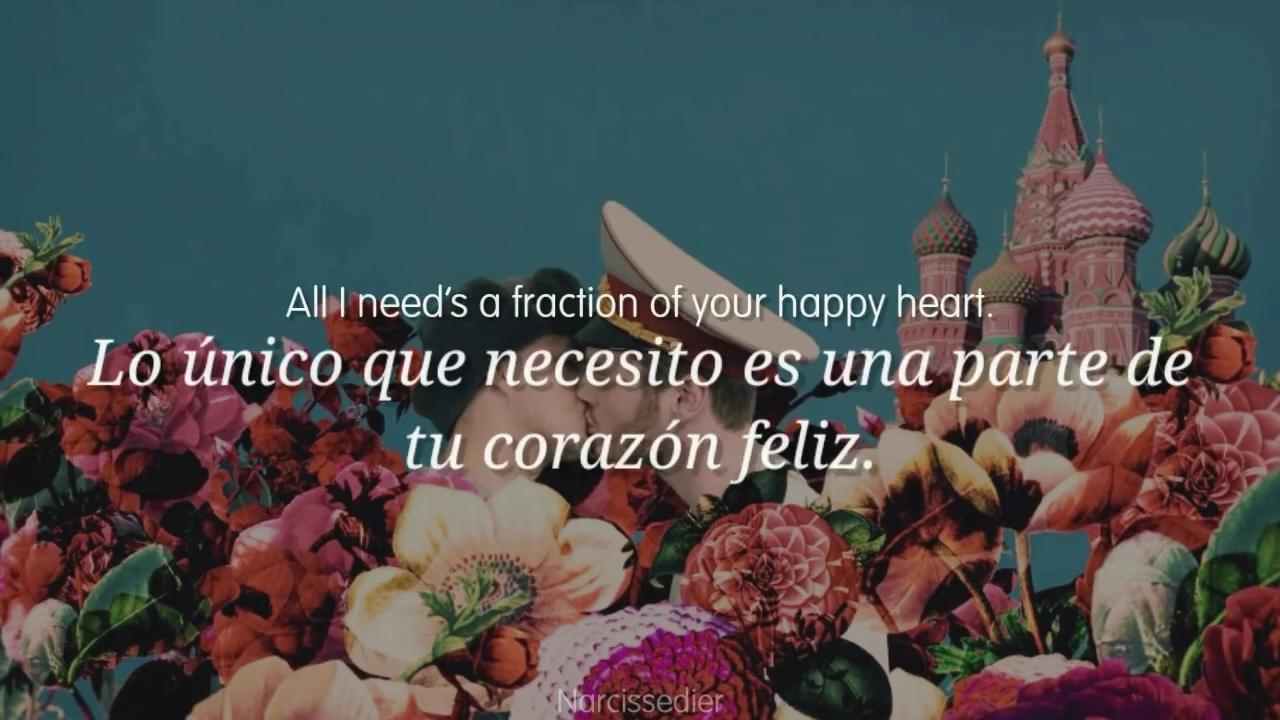 All I need's a fraction of your happy heart.
Lo único que necesito es una parte de
tu corazón feliz.
Narcissedier